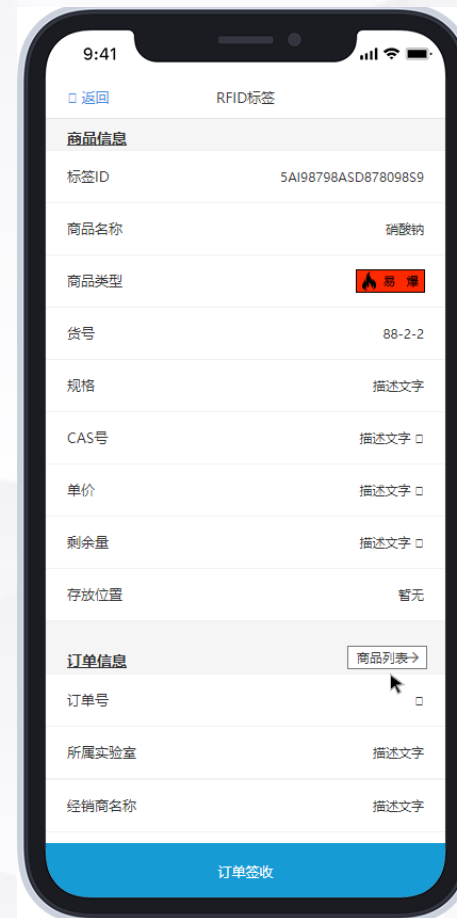 9:41
返回 RFID标签
商品信息
标签ID 5AI98798ASD878098S9
商品名称 硝酸钠
商品类型 易 爆
货号 88-2-2
规格 描述文字
CAS号 描述文字
单价 描述文字
剩余量 描述文字
存放位置 暂无
订单信息 商品列表→
订单号
所属实验室 描述文字
经销商名称 描述文字
订单签收